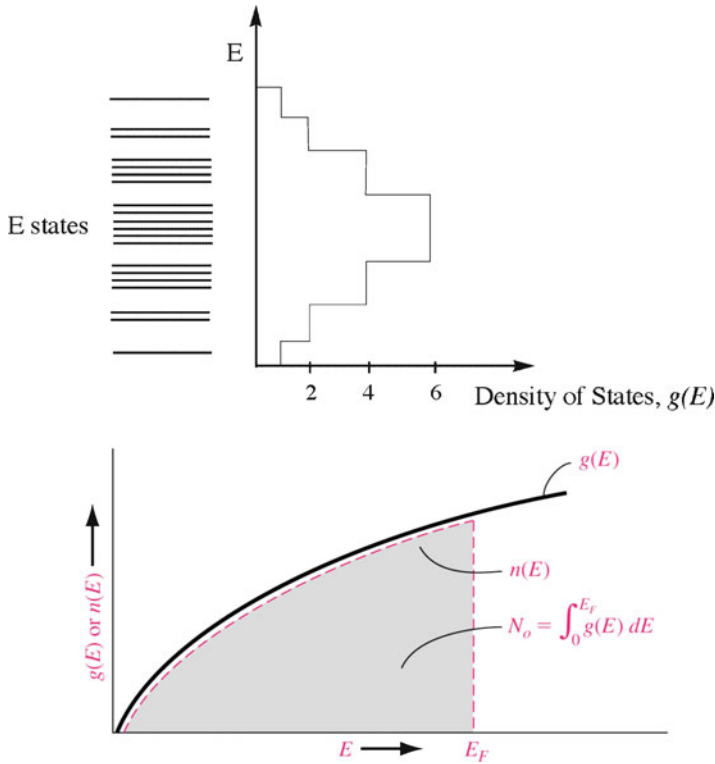 E
E states
2 4 6
Density of States, g(E)
g(E) or n(E)
g(E)
n(E)
N_o = ∫_0^{E_F} g(E) dE
E
E_F